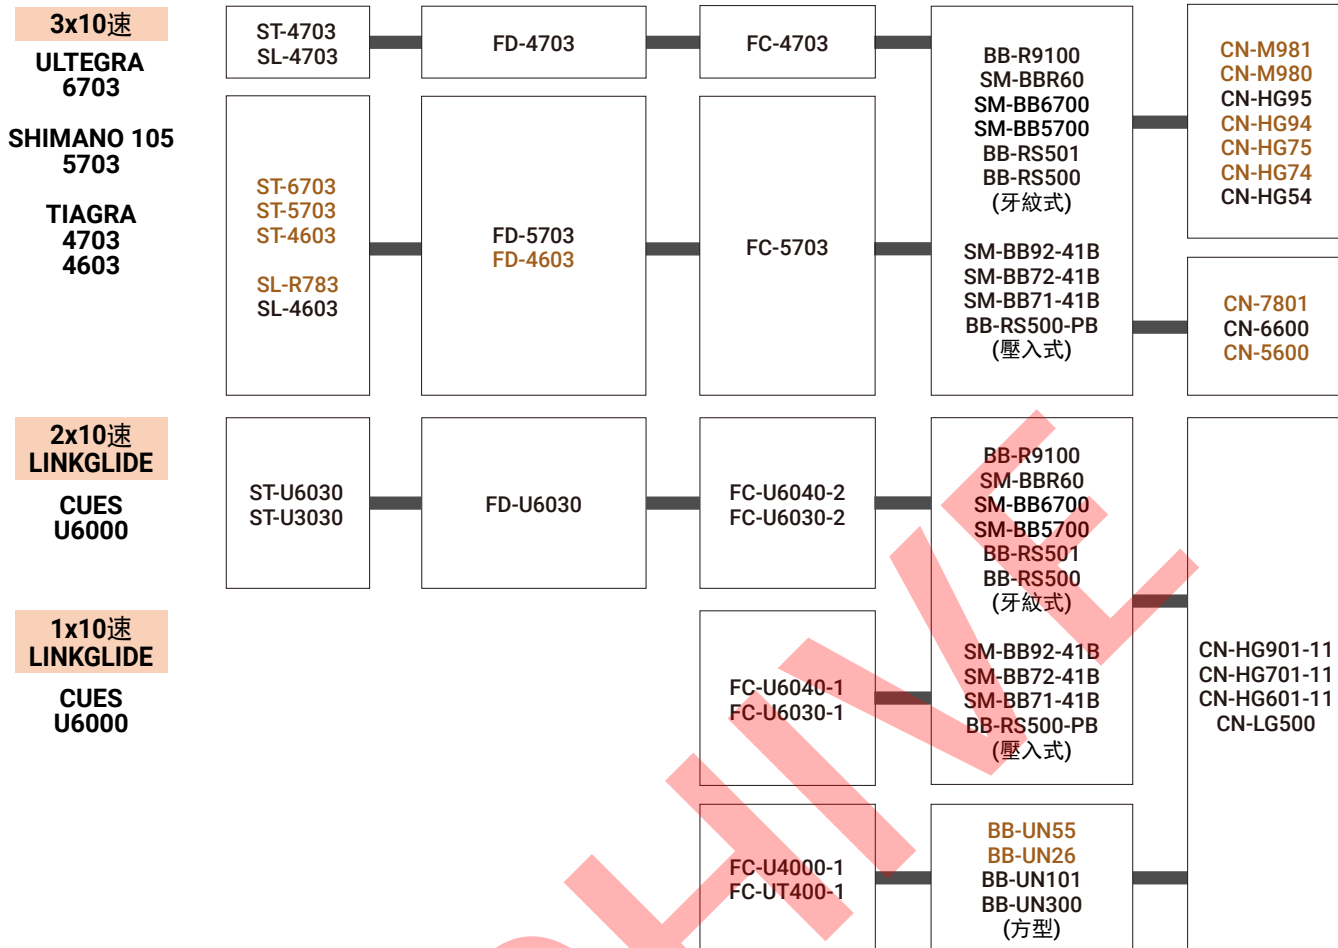 3x10速
ULTEGRA
6703
SHIMANO 105
5703
TIAGRA
4703
4603
ST-4703
SL-4703
FD-4703
FC-4703
ST-6703
ST-5703
ST-4603
SL-R783
SL-4603
FD-5703
FD-4603
FC-5703
BB-R9100
SM-BBR60
SM-BB6700
SM-BB5700
BB-RS501
BB-RS500
(牙紋式)
SM-BB92-41B
SM-BB72-41B
SM-BB71-41B
BB-RS500-PB
(壓入式)
CN-M981
CN-M980
CN-HG95
CN-HG94
CN-HG75
CN-HG74
CN-HG54
CN-7801
CN-6600
CN-5600
2x10速
LINKGLIDE
CUES
U6000
ST-U6030
ST-U3030
FD-U6030
FC-U6040-2
FC-U6030-2
BB-R9100
SM-BBR60
SM-BB6700
SM-BB5700
BB-RS501
BB-RS500
(牙紋式)
SM-BB92-41B
SM-BB72-41B
SM-BB71-41B
BB-RS500-PB
(壓入式)
1x10速
LINKGLIDE
CUES
U6000
FC-U6040-1
FC-U6030-1
CN-HG901-11
CN-HG701-11
CN-HG601-11
CN-LG500
FC-U4000-1
FC-UT400-1
BB-UN55
BB-UN26
BB-UN101
BB-UN300
(方型)